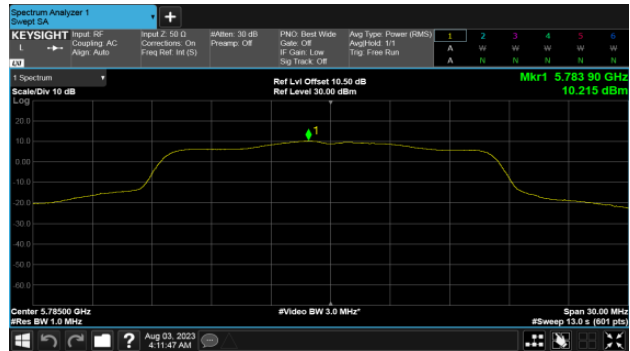 Spectrum Analyzer 1
Swept SA
+
KEYSIGHT Input: RF Input Z: 50 Ω #Atten: 30 dB PNO: Best Wide Avg Type: Power (RMS) 1 2 3 4 5 6
L Coupling: AC Corrections: On Preamp: Off Gate: Off Avg|Hold: 1/1 A W W W W W
Align: Auto Freq Ref: Int (S) IF Gain: Low Trig: Free Run
Sig Track: Off A N N N N N
LXI
1 Spectrum
Ref Lvl Offset 10.50 dB Mkr1 5.783 90 GHz
Scale/Div 10 dB Ref Level 30.00 dBm 10.215 dBm
Log
20.0
1
10.0
0.00
-10.0
-20.0
-30.0
-40.0
-50.0
-60.0
Center 5.78500 GHz #Video BW 3.0 MHz* Span 30.00 MHz
#Res BW 1.0 MHz #Sweep 13.0 s (601 pts)
? Aug 03, 2023
4:11:47 AM